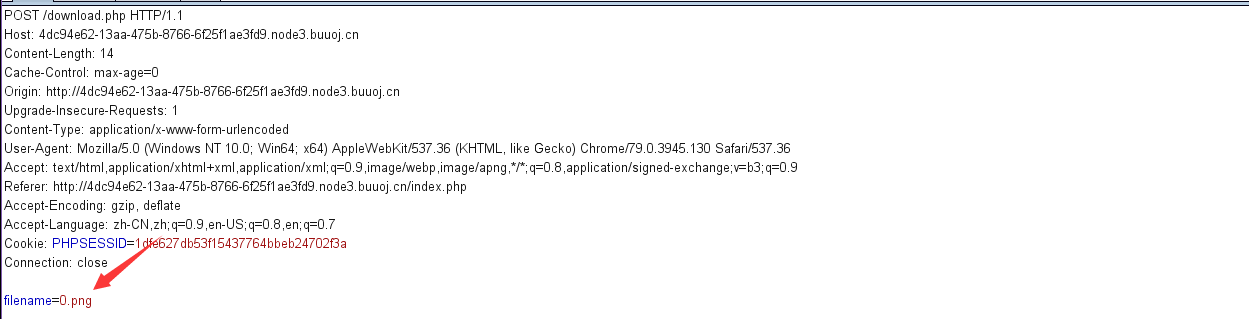 POST /download.php HTTP/1.1
Host: 4dc94e62-13aa-475b-8766-6f25f1ae3fd9.node3.buuoj.cn
Content-Length: 14
Cache-Control: max-age=0
Origin: http://4dc94e62-13aa-475b-8766-6f25f1ae3fd9.node3.buuoj.cn
Upgrade-Insecure-Requests: 1
Content-Type: application/x-www-form-urlencoded
User-Agent: Mozilla/5.0 (Windows NT 10.0; Win64; x64) AppleWebKit/537.36 (KHTML, like Gecko) Chrome/79.0.3945.130 Safari/537.36
Accept: text/html,application/xhtml+xml,application/xml;q=0.9,image/webp,image/apng,*/*;q=0.8,application/signed-exchange;v=b3;q=0.9
Referer: http://4dc94e62-13aa-475b-8766-6f25f1ae3fd9.node3.buuoj.cn/index.php
Accept-Encoding: gzip, deflate
Accept-Language: zh-CN,zh;q=0.9,en-US;q=0.8,en;q=0.7
Cookie: PHPSESSID=1dfe627db53f15437764bbeb24702f3a
Connection: close
filename=0.png